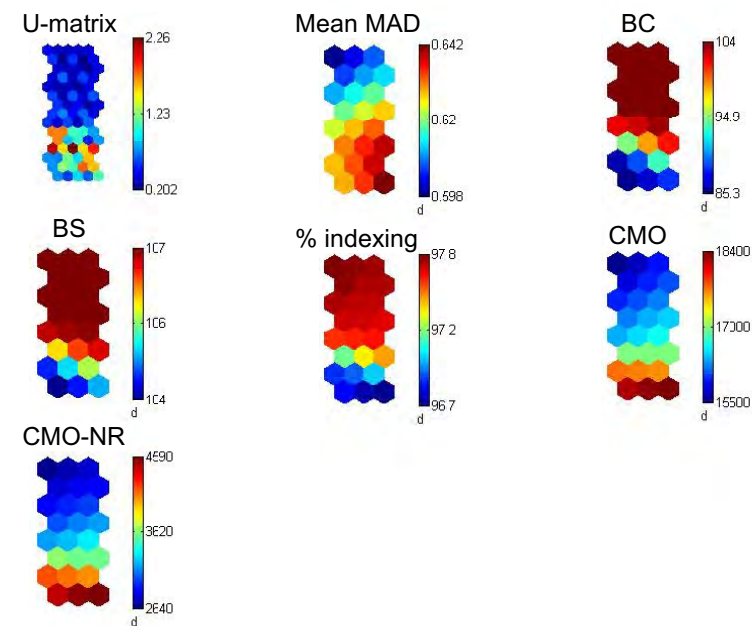 U-matrix
2.26
1.23
0.202
Mean MAD
0.642
0.62
0.598
d
BC
104
94.9
85.3
d
BS
d
% indexing
97 8
97 2
96 7
d
CMO
18400
17000
15500
d
CMO-NR
d